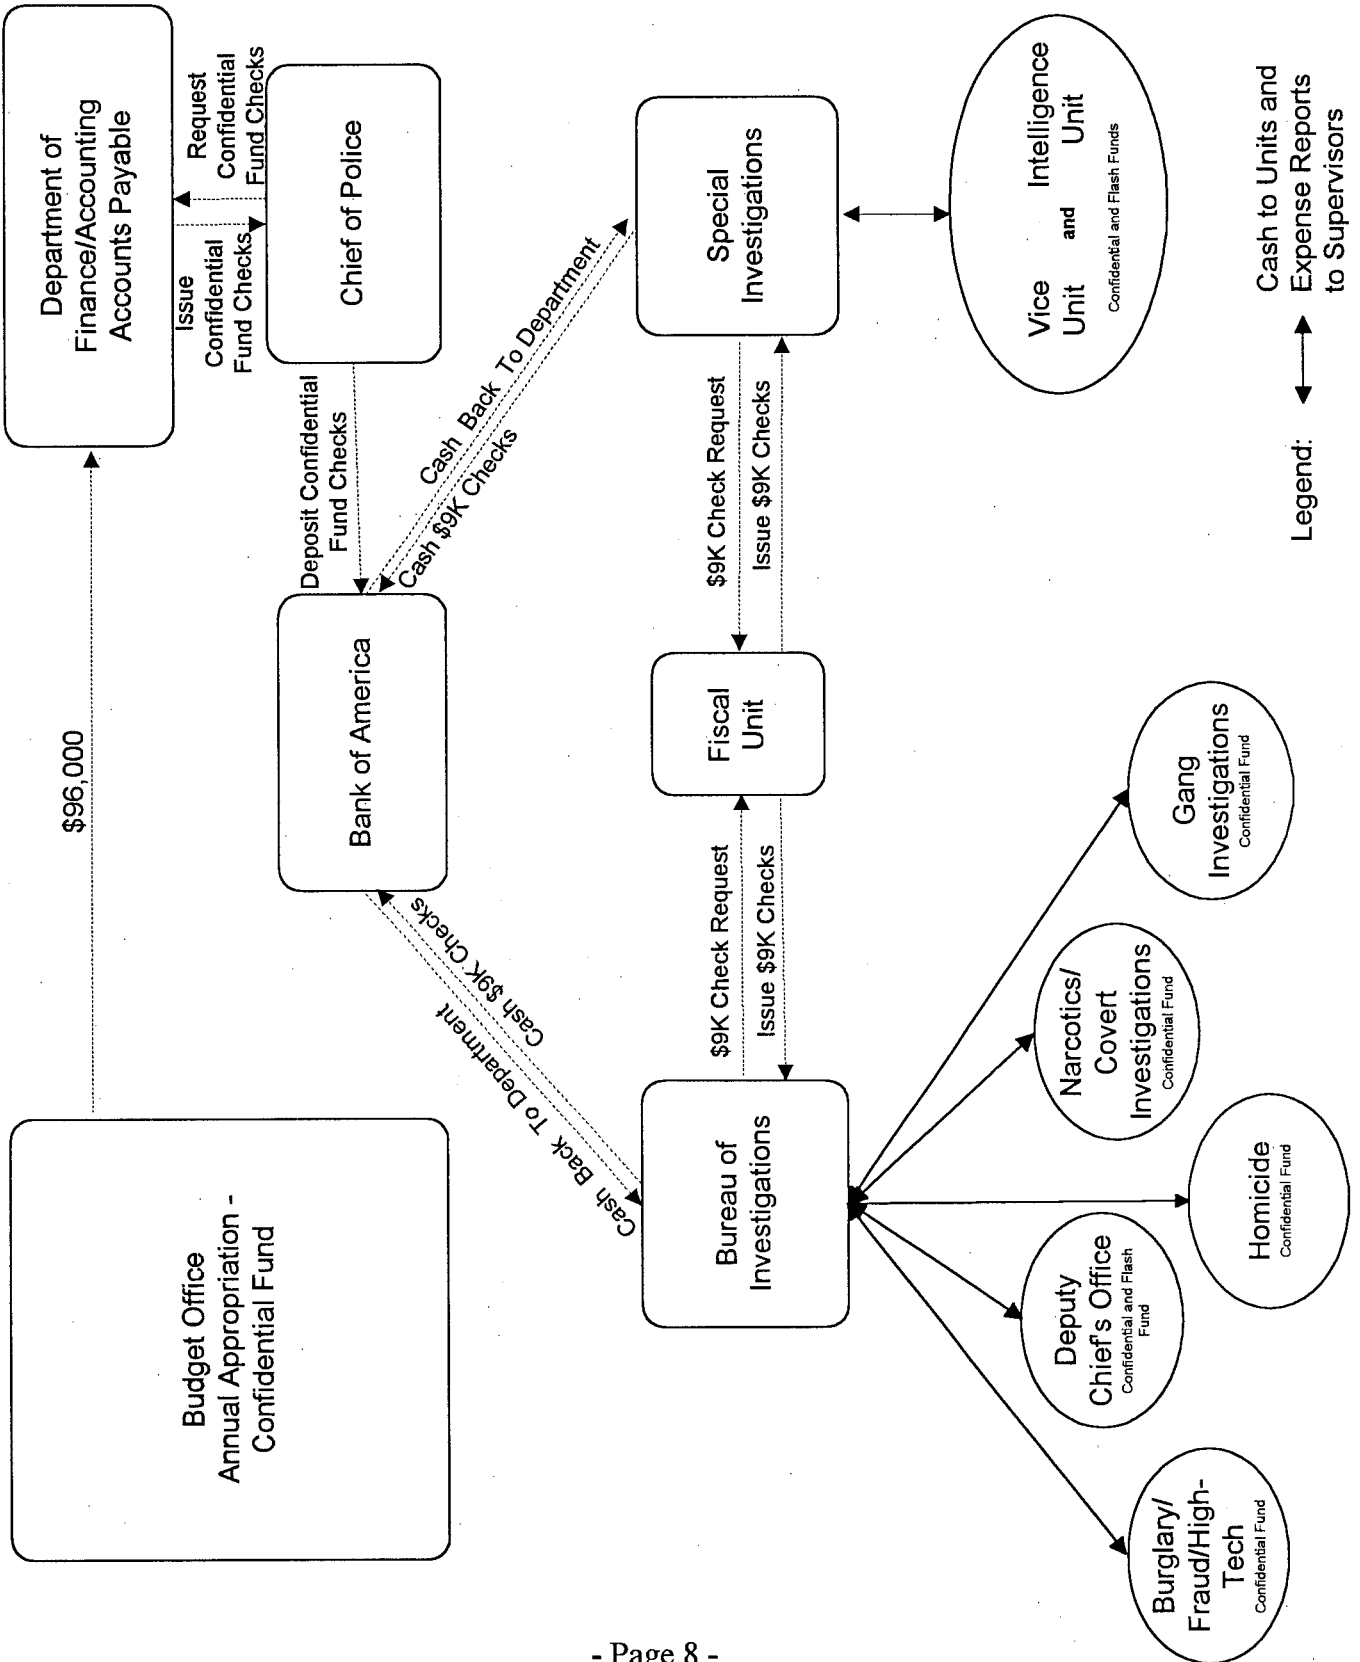 Budget Office
Annual Appropriation -
Confidential Fund
$96,000
Department of
Finance/Accounting
Accounts Payable
Issue
Confidential
Fund Checks
Request
Confidential
Fund Checks
Chief of Police
Deposit Confidential
Fund Checks
Bank of America
Cash Back To Department
Cash $9K Checks
Cash Back To Department
Cash $9K Checks
Bureau of
Investigations
$9K Check Request
Issue $9K Checks
Fiscal
Unit
$9K Check Request
Issue $9K Checks
Special
Investigations
Burglary/
Fraud/High-
Tech
Confidential Fund
Deputy
Chief's Office
Confidential and Flash
Fund
Homicide
Confidential Fund
Narcotics/
Covert
Investigations
Confidential Fund
Gang
Investigations
Confidential Fund
Vice Intelligence
Unit and Unit
Confidential and Flash Funds
Legend:
Cash to Units and
Expense Reports
to Supervisors
- Page 8 -